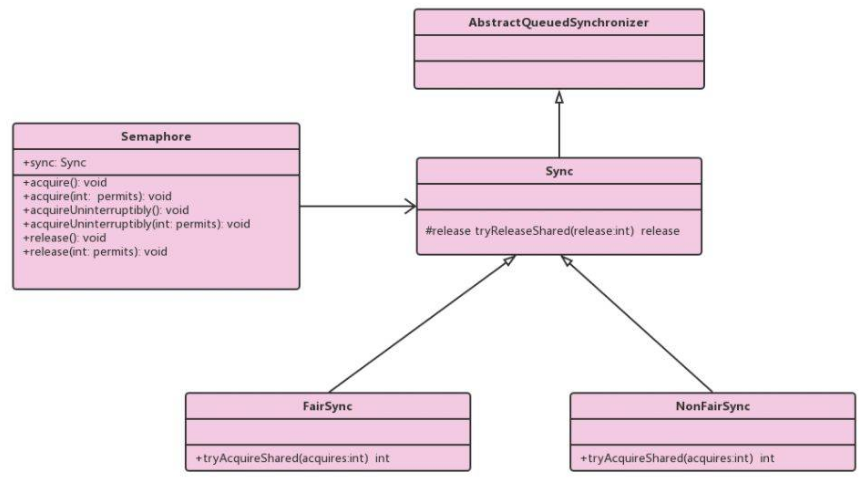 AbstractQueuedSynchronizer
Semaphore
+sync: Sync
+acquire(): void
+acquire(int: permits): void
+acquireUninterruptibly(): void
+acquireUninterruptibly(int: permits): void
+release(): void
+release(int: permits): void
Sync
#release tryReleaseShared(release:int) release
FairSync
+tryAcquireShared(acquires:int) int
NonFairSync
+tryAcquireShared(acquires:int) int